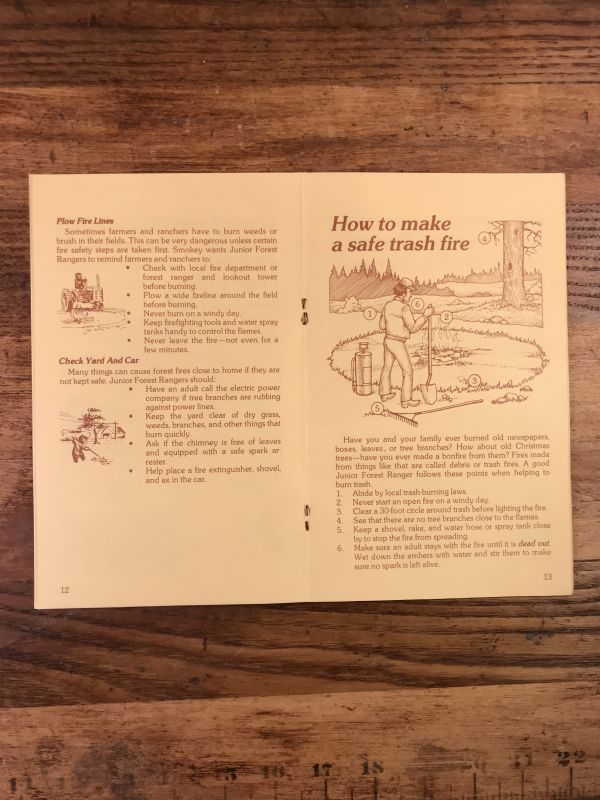 Plow Fire Lines
Sometimes farmers and ranchers have to burn weeds or
brush in their fields. This can be very dangerous unless certain
fire safety steps are taken first. Smokey wants Junior Forest
Rangers to remind farmers and ranchers to:
• Check with local fire department or
forest ranger and lookout tower
before burning.
• Plow a wide fireline around the field
before burning.
• Never burn on a windy day.
• Keep firefighting tools and water spray
tanks handy to control the flames.
• Never leave the fire—not even for a
few minutes.
Check Yard And Car
Many things can cause forest fires close to home if they are
not kept safe. Junior Forest Rangers should:
• Have an adult call the electric power
company if tree branches are rubbing
against power lines.
• Keep the yard clear of dry grass,
weeds, branches, and other things that
burn quickly.
• Ask if the chimney is free of leaves
and equipped with a safe spark ar-
rester.
• Help place a fire extinguisher, shovel,
and ax in the car.
12
How to make
a safe trash fire
4
6
1
2
3
5
Have you and your family ever burned old newspapers,
boxes, leaves, or tree branches? How about old Christmas
trees—have you ever made a bonfire from them? Fires made
from things like that are called debris or trash fires. A good
Junior Forest Ranger follows these points when helping to
burn trash.
1. Abide by local trash-burning laws.
2. Never start an open fire on a windy day.
3. Clear a 30-foot circle around trash before lighting the fire.
4. See that there are no tree branches close to the flames.
5. Keep a shovel, rake, and water hose or spray tank close
by to stop the fire from spreading.
6. Make sure an adult stays with the fire until it is dead out.
Wet down the embers with water and stir them to make
sure no spark is left alive.
13
15 16 17 18 20 21 22